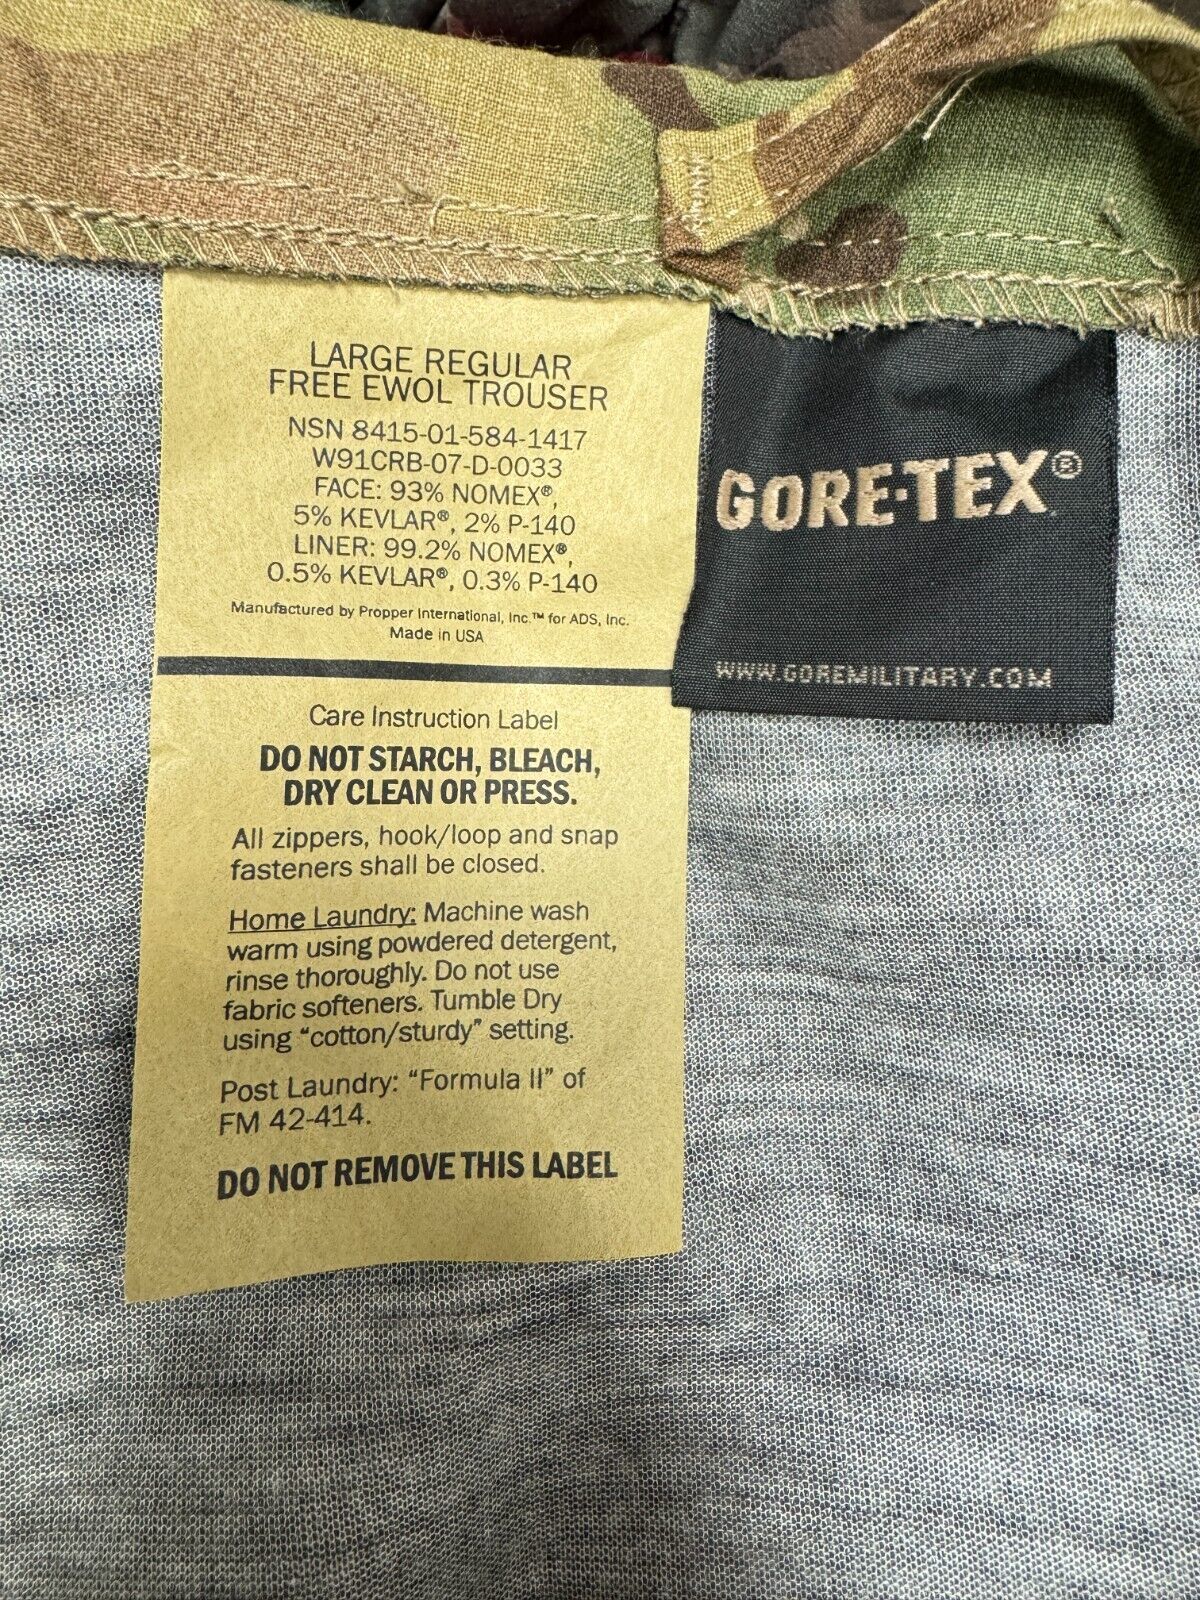 LARGE REGULAR
FREE EWOL TROUSER
NSN 8415-01-584-1417
W91CRB-07-D-0033
FACE: 93% NOMEX®,
5% KEVLAR®, 2% P-140
LINER: 99.2% NOMEX®,
0.5% KEVLAR®, 0.3% P-140
Manufactured by Propper International, Inc.™ for ADS, Inc.
Made in USA
Care Instruction Label
DO NOT STARCH, BLEACH,
DRY CLEAN OR PRESS.
All zippers, hook/loop and snap
fasteners shall be closed.
Home Laundry: Machine wash
warm using powdered detergent,
rinse thoroughly. Do not use
fabric softeners. Tumble Dry
using "cotton/sturdy" setting.
Post Laundry: "Formula II" of
FM 42-414.
DO NOT REMOVE THIS LABEL
GORE-TEX®
WWW.GOREMILITARY.COM